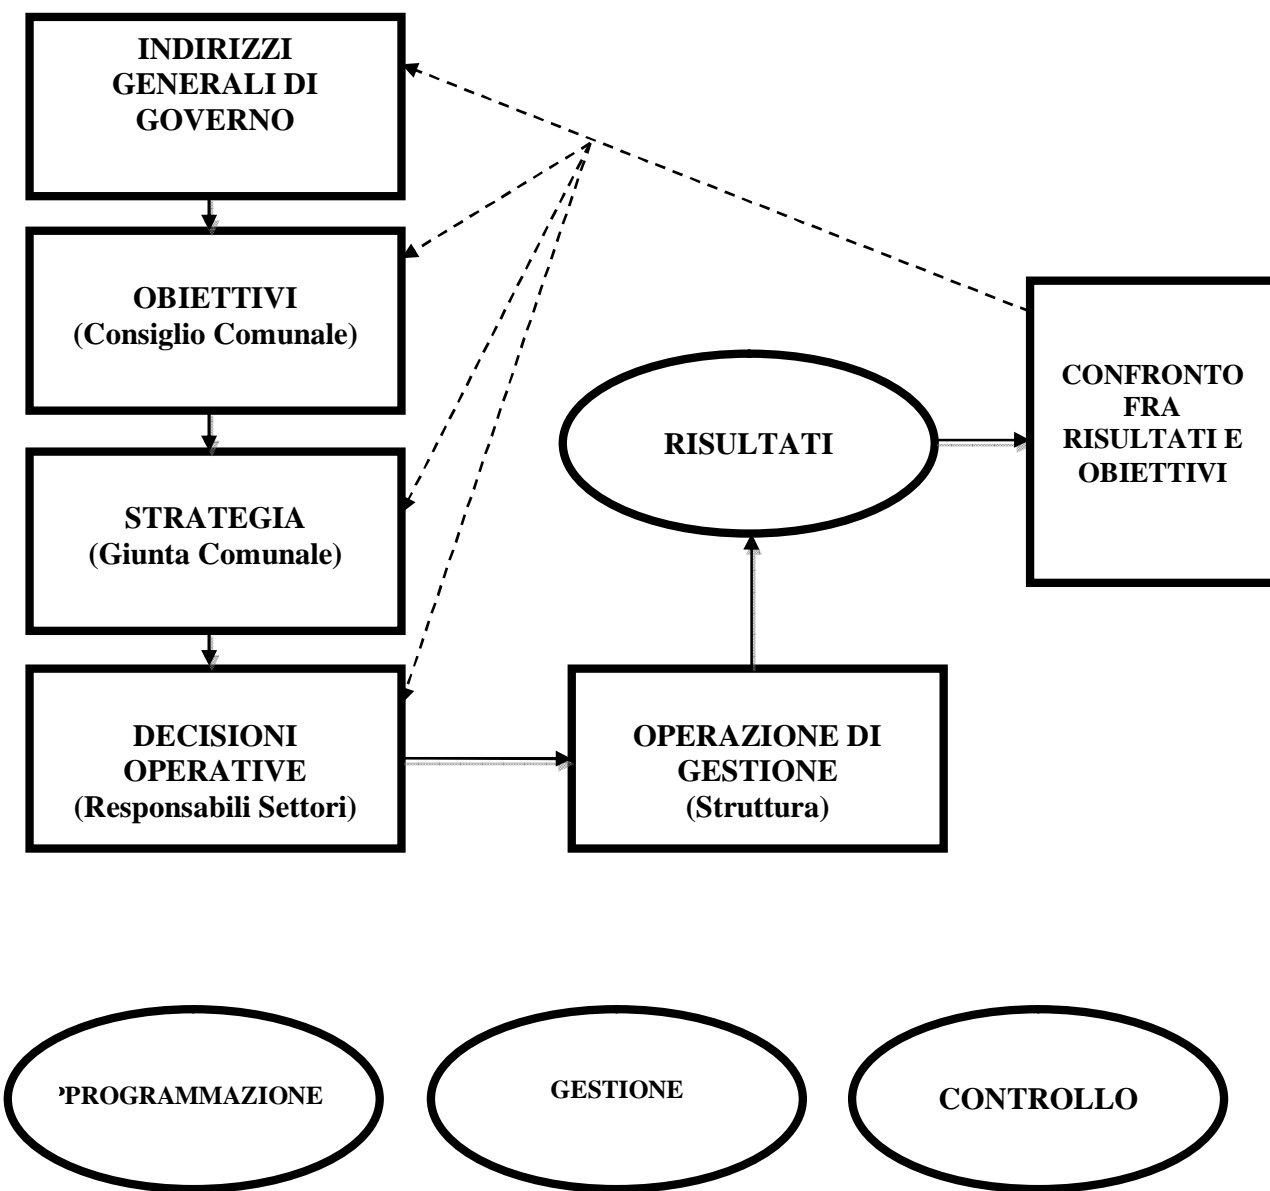 INDIRIZZI
GENERALI DI
GOVERNO
OBIETTIVI
(Consiglio Comunale)
STRATEGIA
(Giunta Comunale)
DECISIONI
OPERATIVE
(Responsabili Settori)
OPERAZIONE DI
GESTIONE
(Struttura)
RISULTATI
CONFRONTO
FRA
RISULTATI E
OBIETTIVI
PPROGRAMMAZIONE
GESTIONE
CONTROLLO